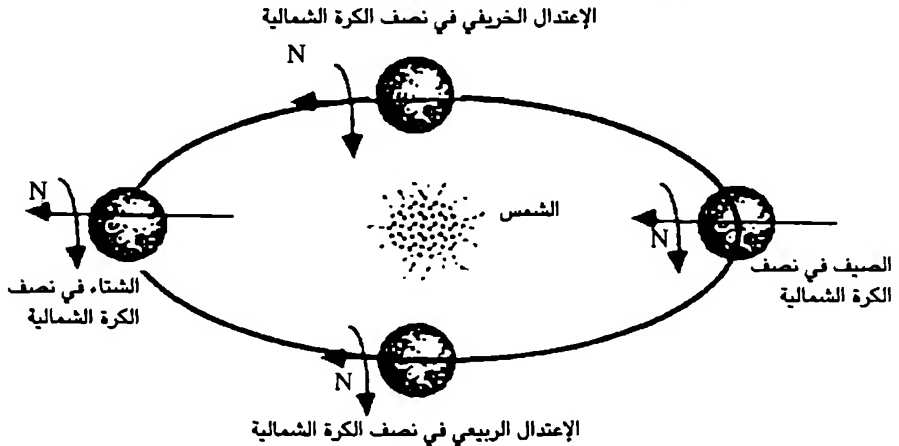 الإعتدال الخريفي في نصف الكرة الشمالية
N
N
الشمس
N
الصيف في نصف
الكرة الشمالية
الشتاء في نصف
الكرة الشمالية
N
الإعتدال الربيعي في نصف الكرة الشمالية